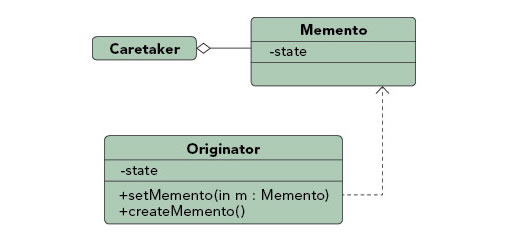 Memento
Caretaker
-state
Originator
-state
+setMemento(in m : Memento)
+createMemento()